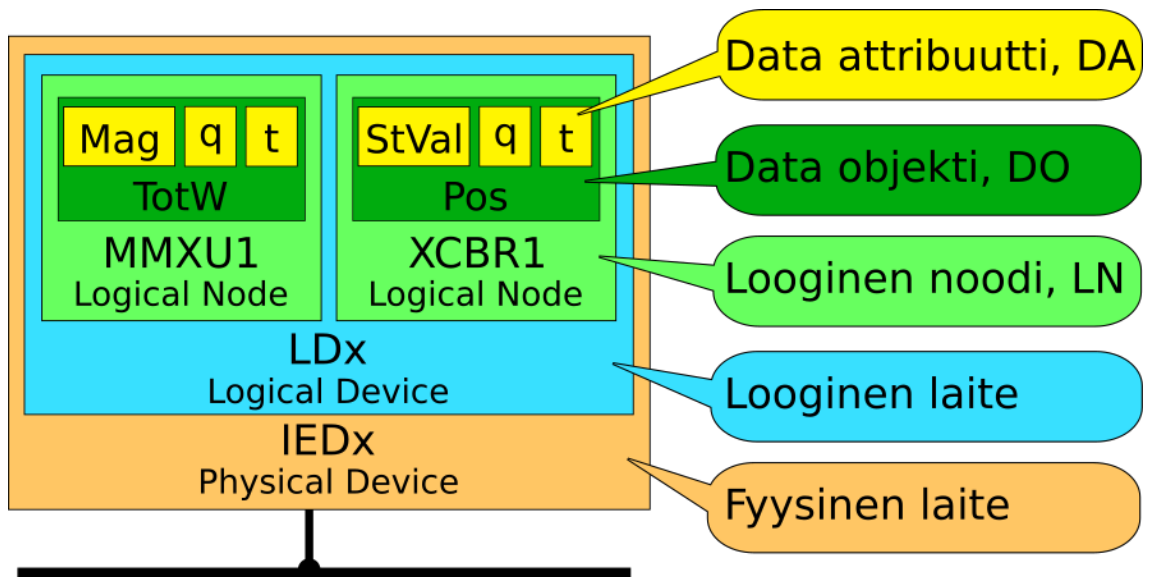 Mag q t
TotW
MMXU1
Logical Node
StVal q t
Pos
XCBR1
Logical Node
LDx
Logical Device
IEDx
Physical Device
Data attribuutti, DA
Data objekti, DO
Looginen noodi, LN
Looginen laite
Fyysinen laite